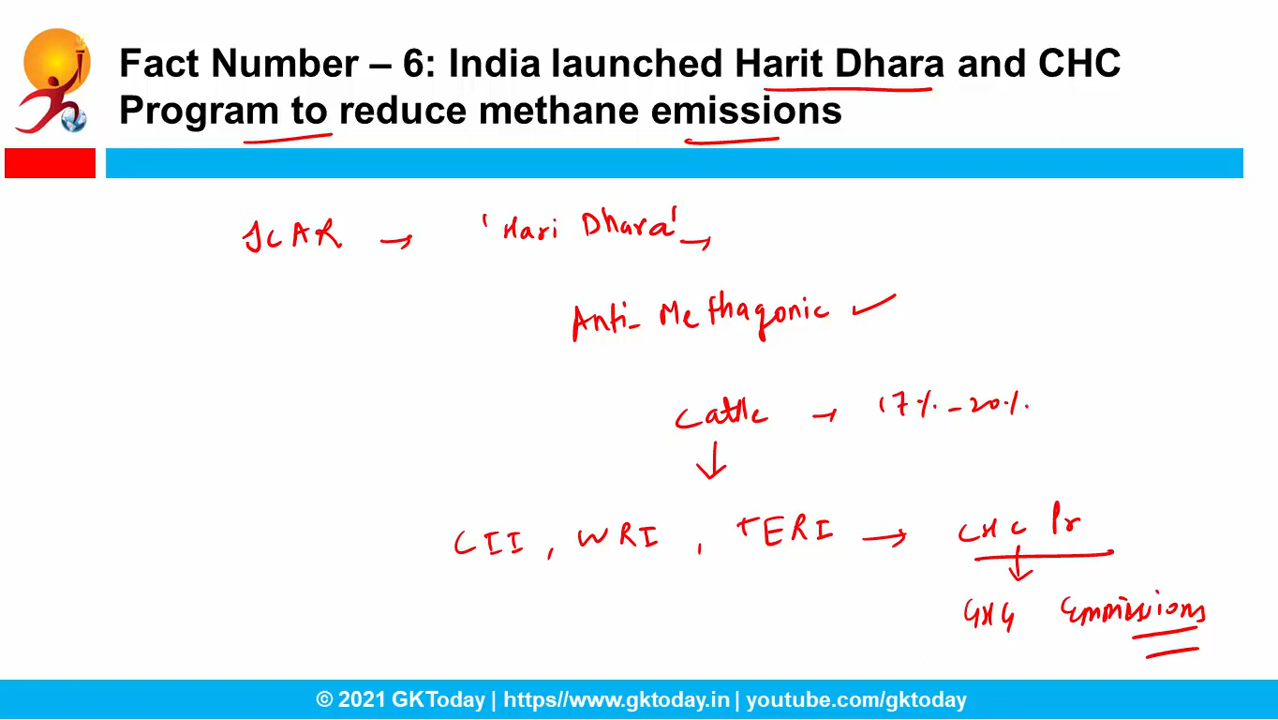 Fact Number – 6: India launched Harit Dhara and CHC
Program to reduce methane emissions
ICAR → 'Hari Dhara' →
Anti- Methagonic ✓
Cattle → 17% - 20%
CII, WRI, TERI → CHC Pr
GHG Emmissions
© 2021 GKToday | https//www.gktoday.in | youtube.com/gktoday